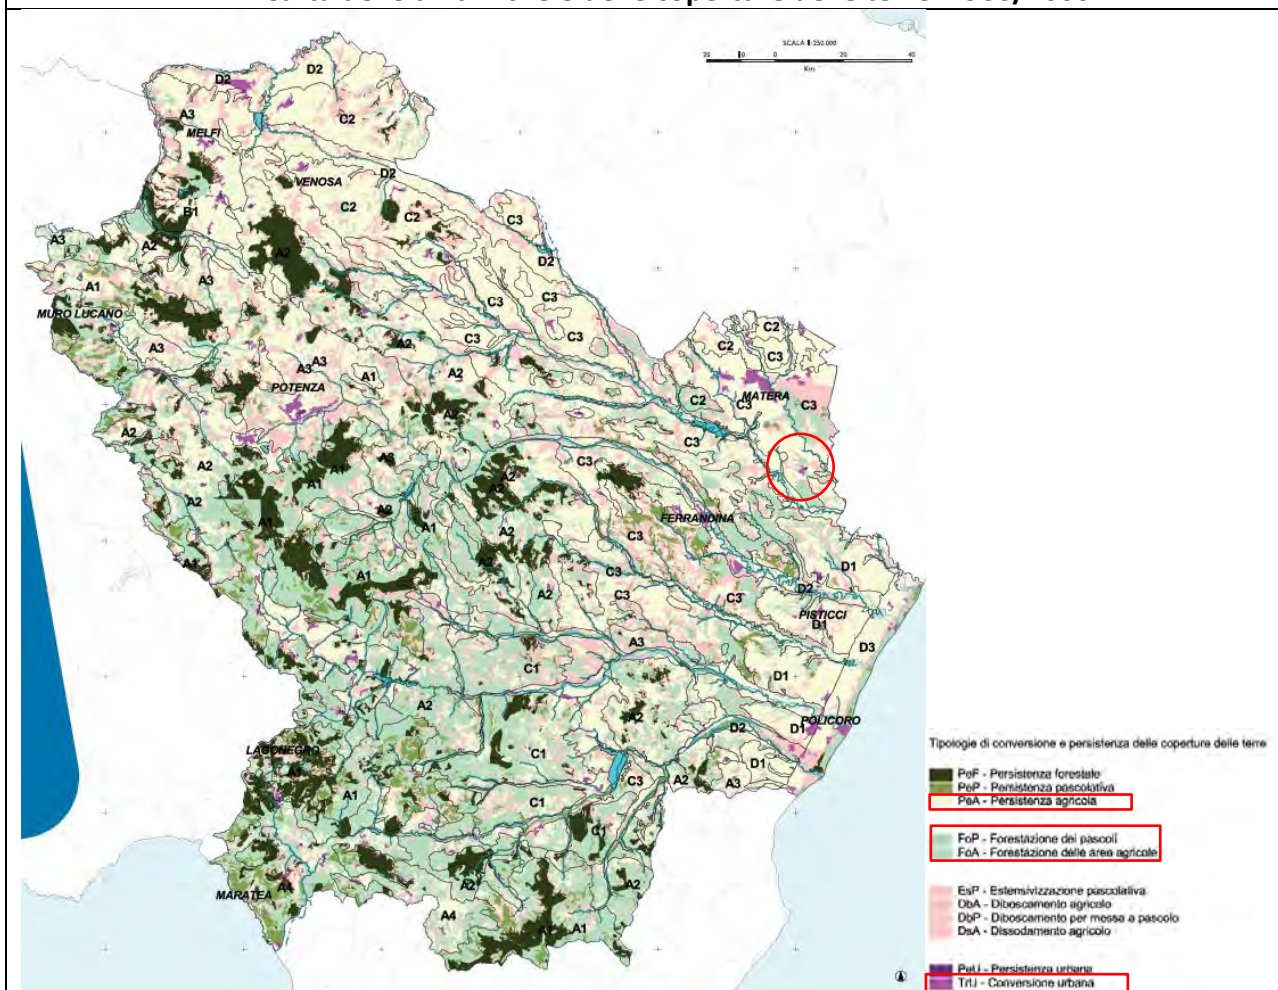 SCALA 1:250.000
20 10 0 20 40
Km
D2
D2
A3
MELFI
C2
VENOSA
D2
B1
C2
C2
C3
A3
A2
A2
D2
A1
A3
C3
C3
MURO LUCANO
C2
C2
A3
A3
A3
A2
C3
C3
C3
POTENZA
A1
A2
MATERA
C2
C3
C3
A2
A2
C3
A2
A1
A1
A2
C3
A2
A2
A1
A1
A2
C3
FERRANDINA
A1
A1
C3
D1
A2
C3
C3
D2
PISTICCI
D1
A3
D3
C1
D1
A2
A2
D2
D1
POLICORO
LAGONEGRO
A1
C1
D1
C3
A2
A3
A1
C1
C1
MARATEA
A4
A2
A2
A4
A1
A1
Tipologie di conversione e persistenza delle coperture delle terre
PeF - Persistenza forestale
PeP - Persistenza pascolativa
PeA - Persistenza agricola
FoP - Forestazione dei pascoli
FoA - Forestazione delle area agricole
EsP - Estensivizzazione pascolativa
DbA - Diboscamento agricolo
DbP - Diboscamento per messa a pascolo
DsA - Dissodamento agricolo
PeU - Persistenza urbana
TrU - Conversione urbana